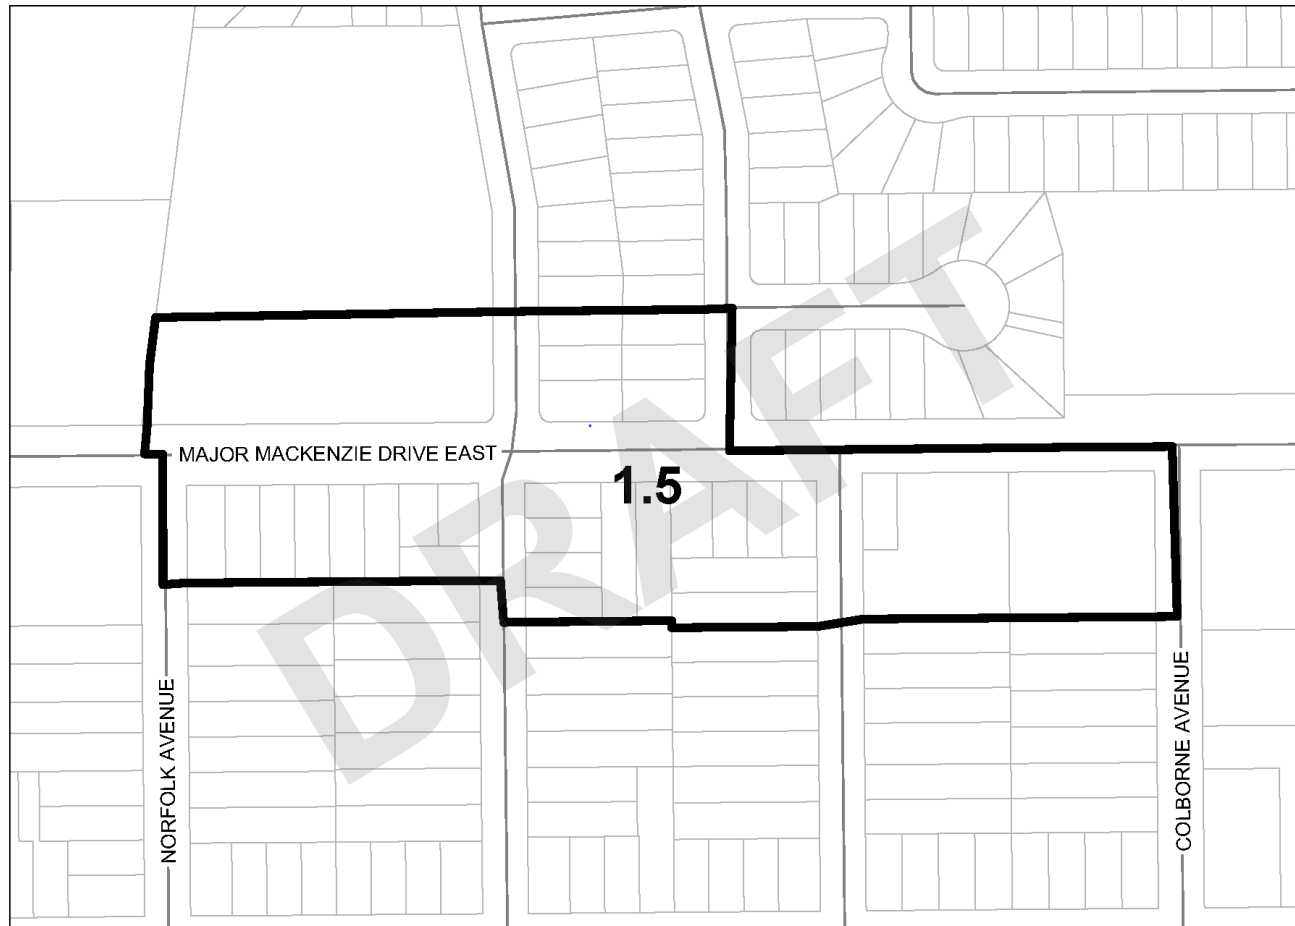 MAJOR MACKENZIE DRIVE EAST
1.5
DRAFT
NORFOLK AVENUE
COLBORNE AVENUE